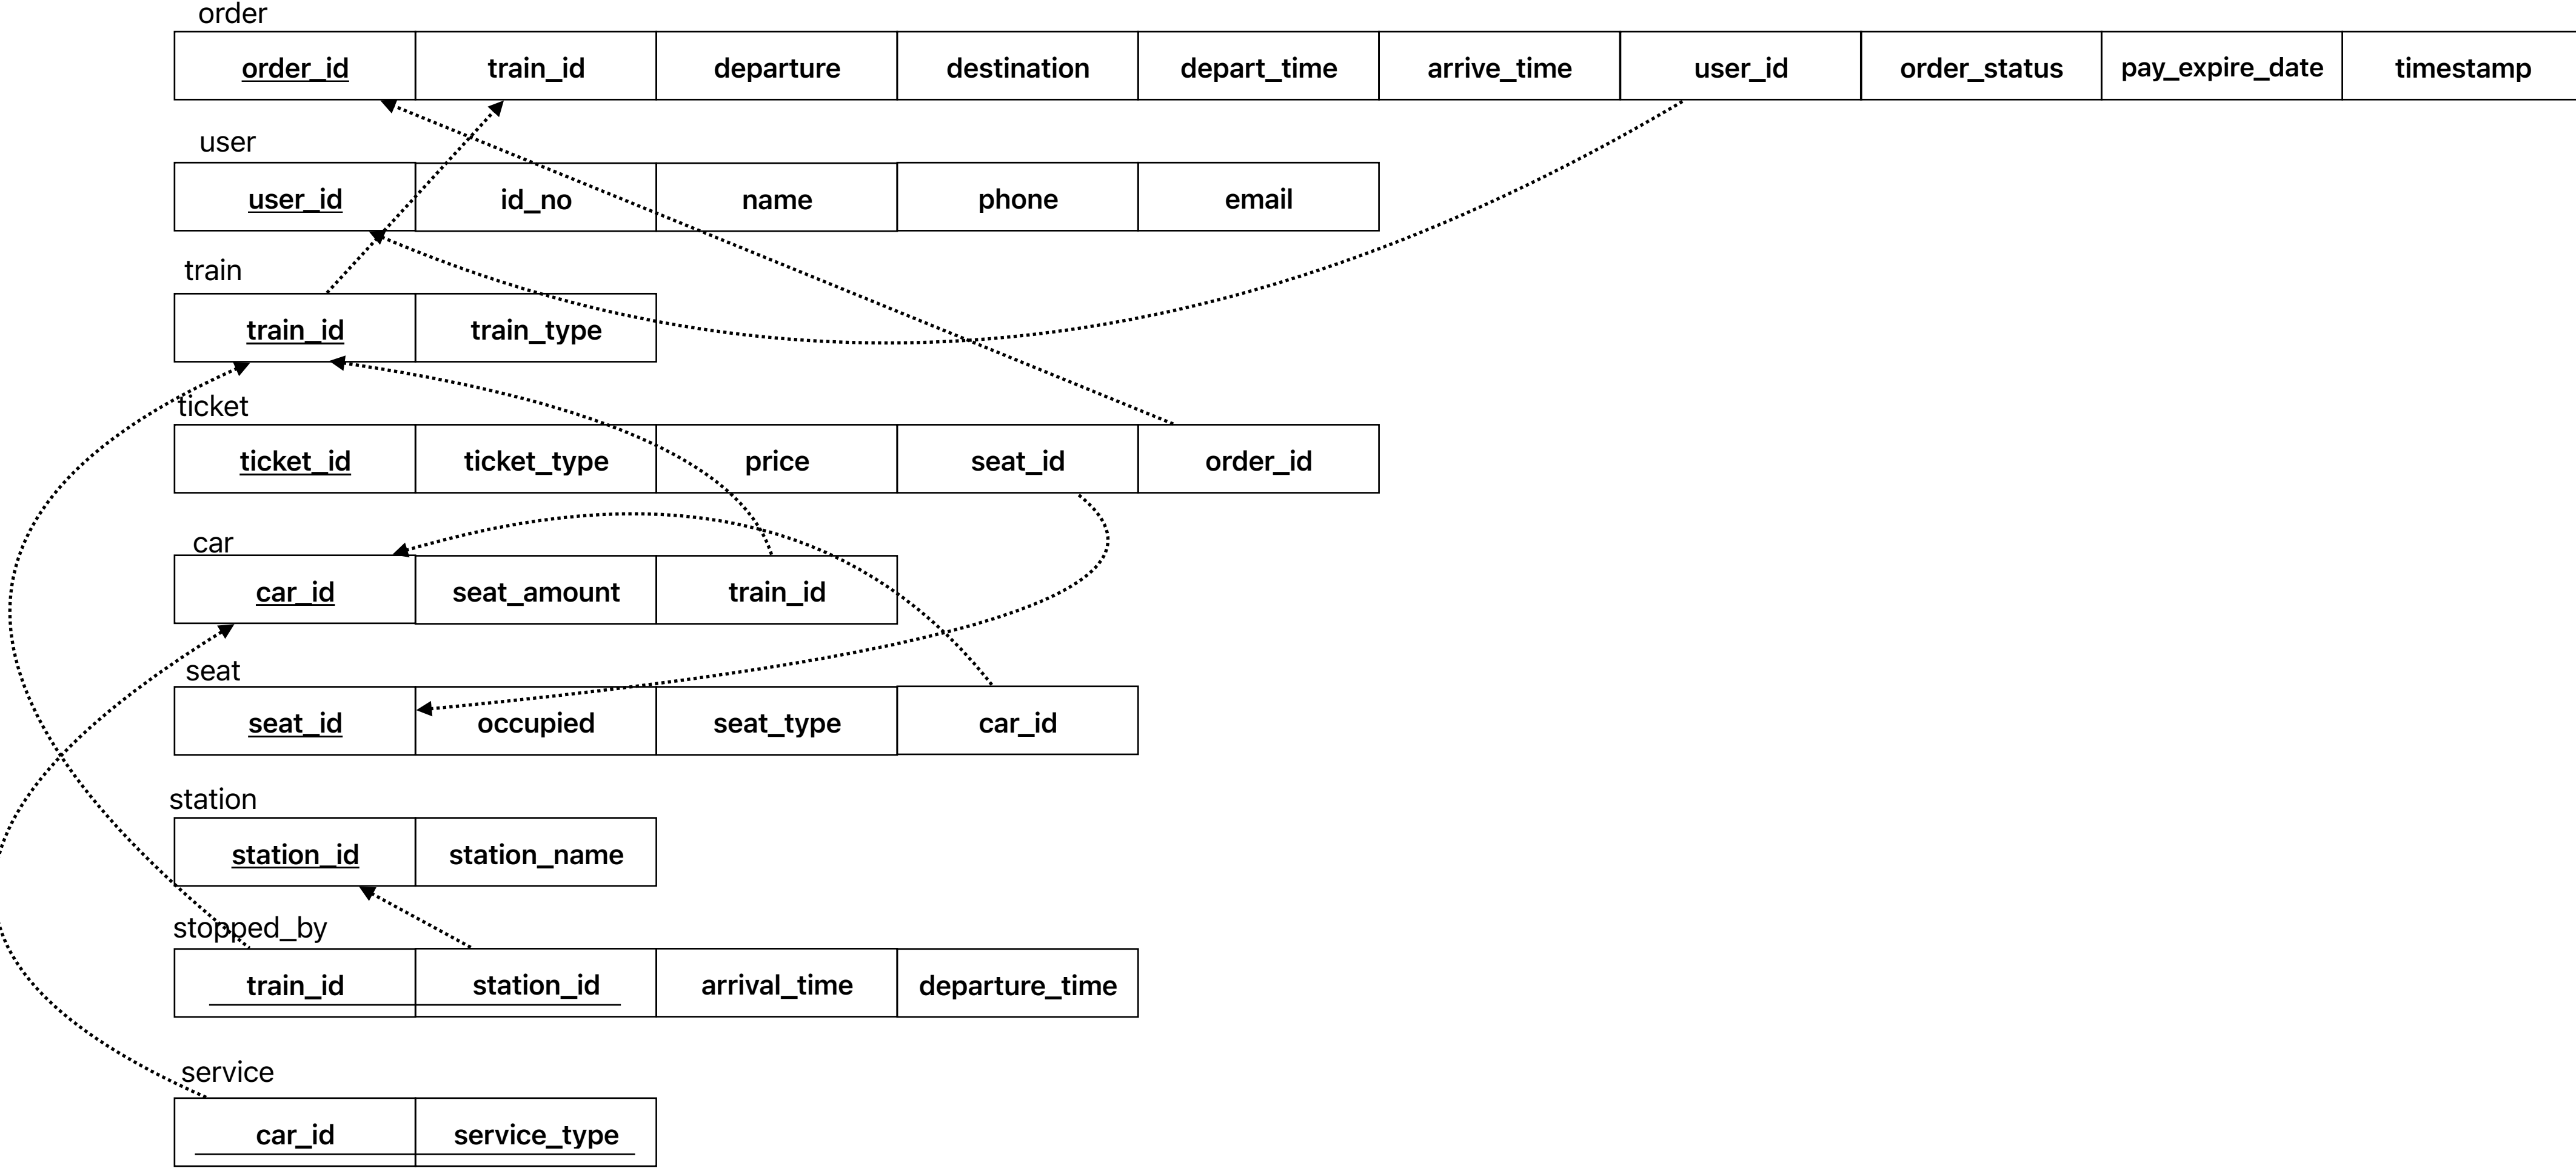 order
order_id train_id departure destination depart_time arrive_time user_id order_status pay_expire_date timestamp
user
user_id id_no name phone email
train
train_id train_type
ticket
ticket_id ticket_type price seat_id order_id
car
car_id seat_amount train_id
seat
seat_id occupied seat_type car_id
station
station_id station_name
stopped_by
train_id station_id arrival_time departure_time
service
car_id service_type